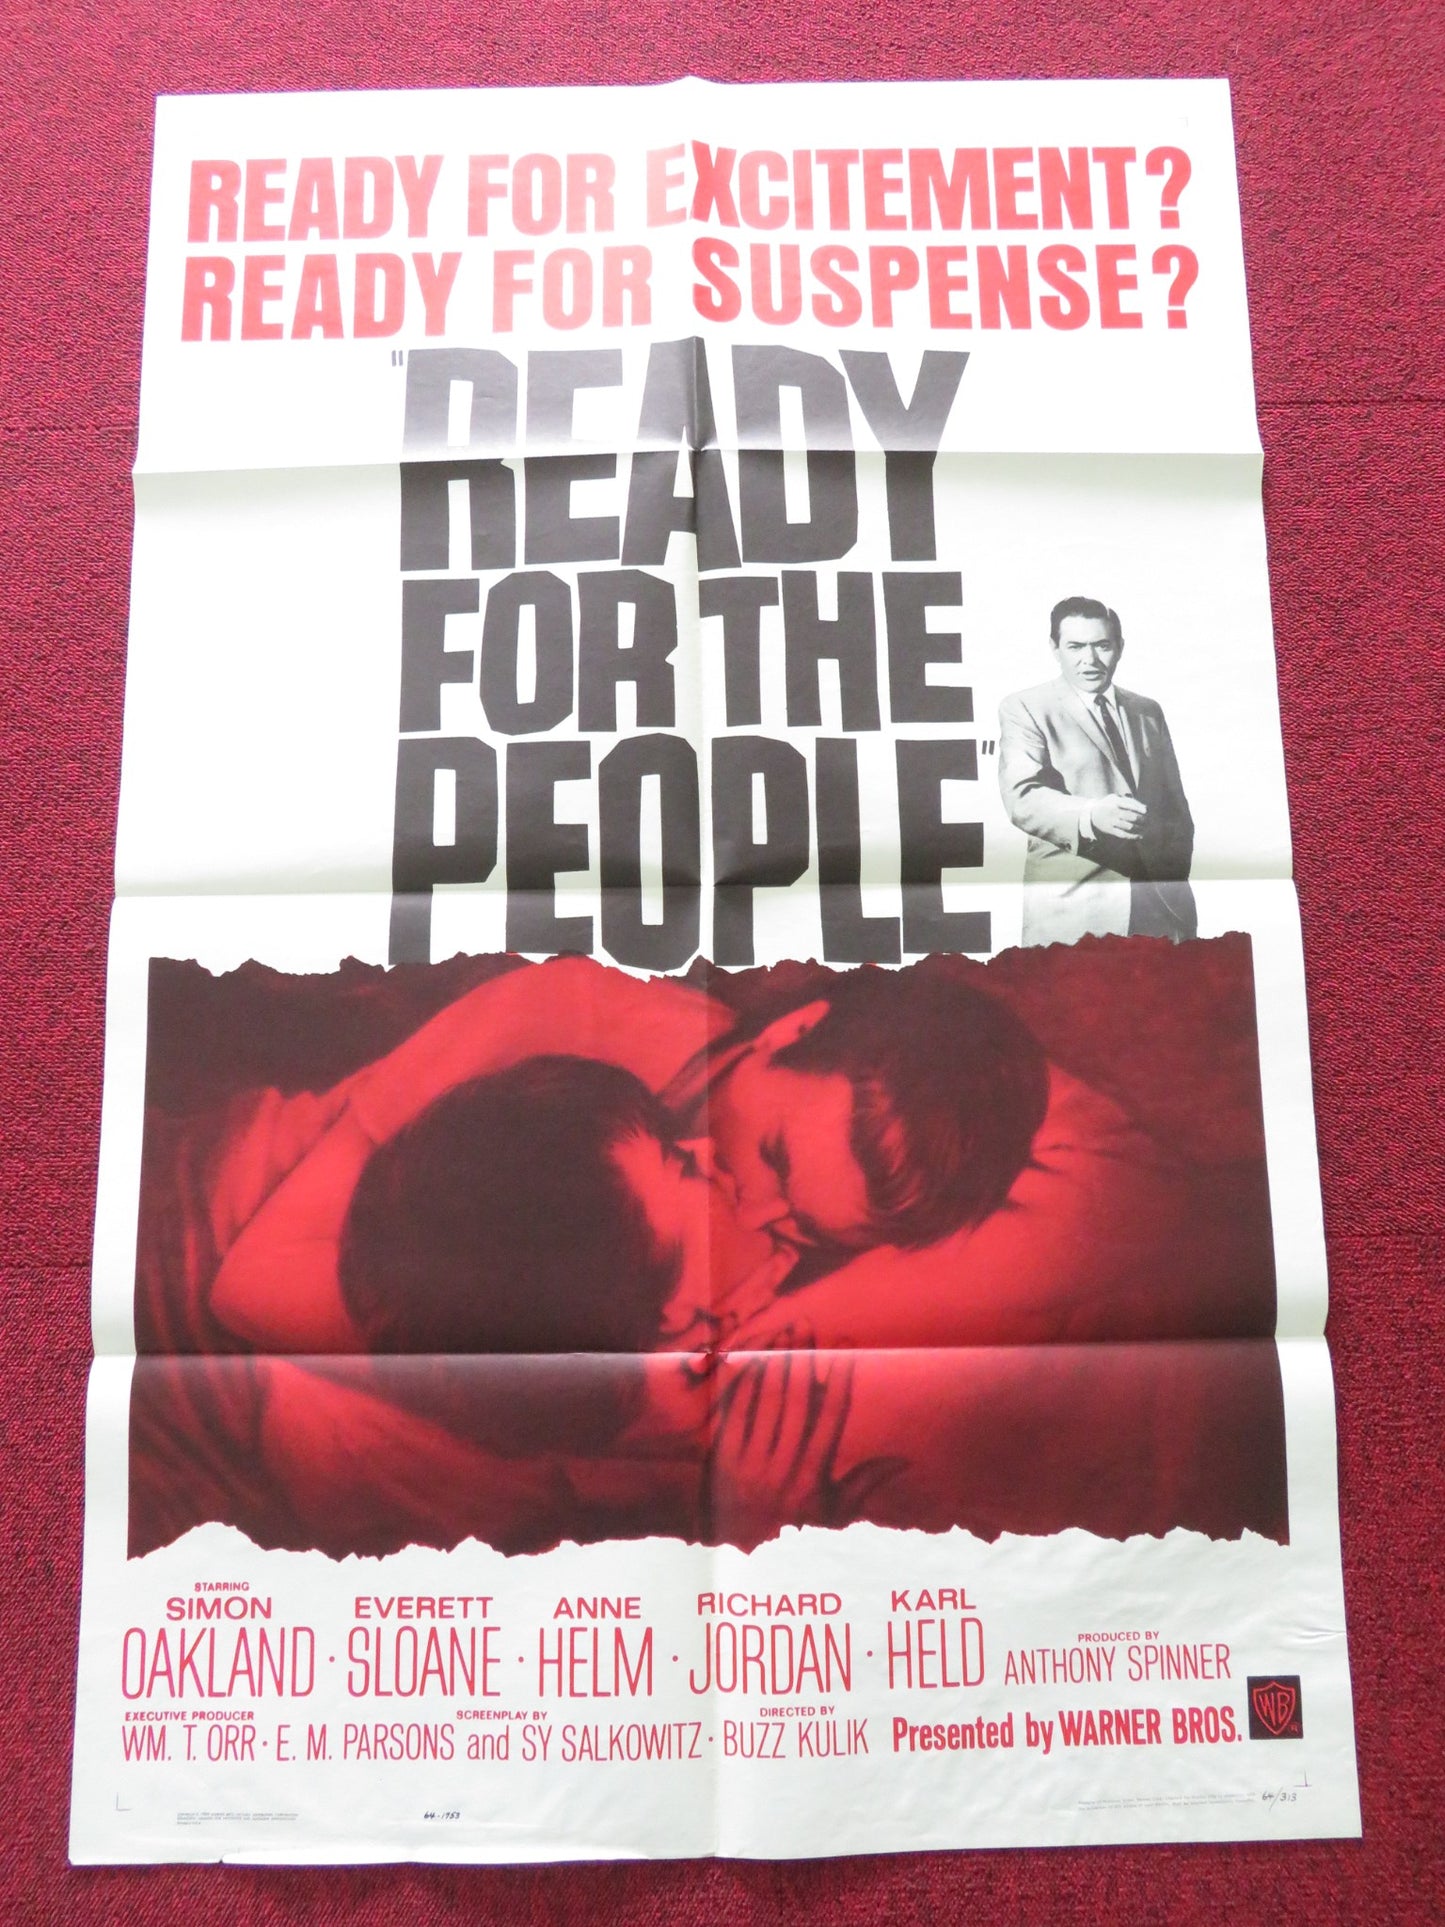 READY FOR EXCITEMENT?
READY FOR SUSPENSE?
"READY
FOR THE
PEOPLE"
STARRING
SIMON OAKLAND · EVERETT SLOANE · ANNE HELM · RICHARD JORDAN · KARL HELD
PRODUCED BY
ANTHONY SPINNER
EXECUTIVE PRODUCER SCREENPLAY BY DIRECTED BY
WM. T. ORR · E. M. PARSONS and SY SALKOWITZ · BUZZ KULIK Presented by WARNER BROS.
WB
64-1953
64/313